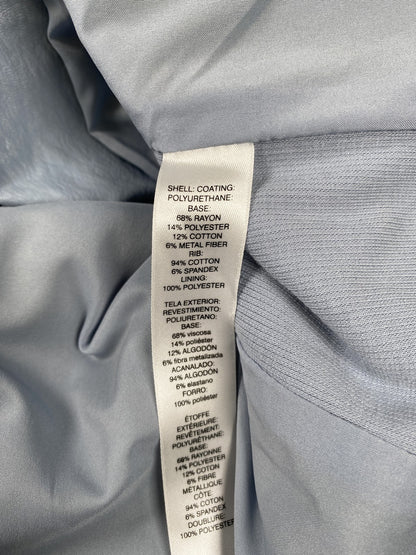 SHELL: COATING:
POLYURETHANE:
BASE:
68% RAYON
14% POLYESTER
12% COTTON
6% METAL FIBER
RIB:
94% COTTON
6% SPANDEX
LINING:
100% POLYESTER
TELA EXTERIOR:
REVESTIMIENTO:
POLIURETANO:
BASE:
68% viscosa
14% poliéster
12% ALGODÓN
6% fibra metalizada
ACANALADO:
94% ALGODÓN
6% elastano
FORRO:
100% poliéster
ÉTOFFE
EXTÉRIEURE:
REVÊTEMENT:
POLYURÉTHANE:
BASE:
68% RAYONNE
14% POLYESTER
12% COTON
6% FIBRE
MÉTALLIQUE
CÔTE:
94% COTON
6% SPANDEX
DOUBLURE:
100% POLYESTER